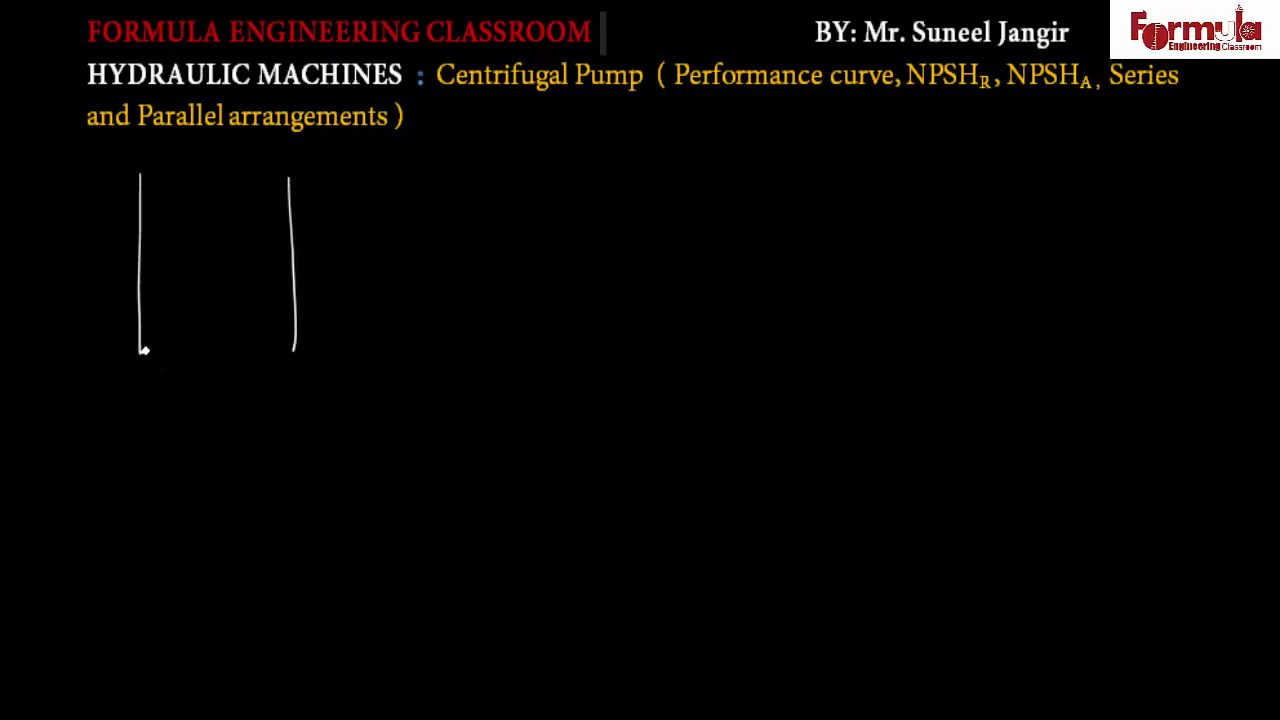 FORMULA ENGINEERING CLASSROOM BY: Mr. Suneel Jangir
Formula
Engineering Classroom
HYDRAULIC MACHINES : Centrifugal Pump ( Performance curve, NPSHR, NPSHA, Series
and Parallel arrangements )